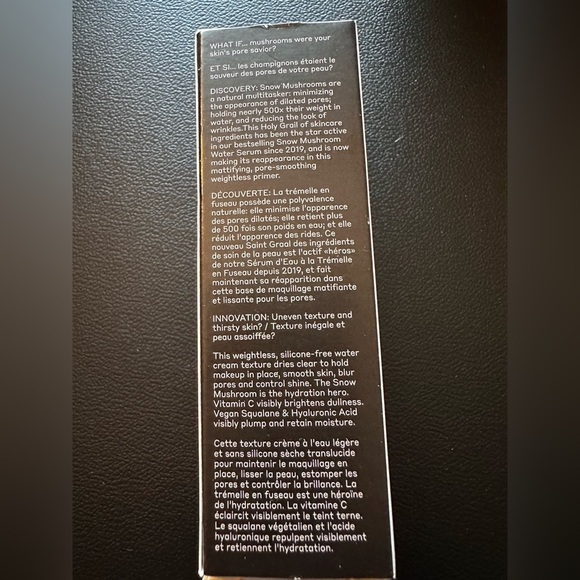 WHAT IF... mushrooms were your
skin's pore savior?
ET SI... les champignons étaient le
sauveur des pores de votre peau?
DISCOVERY: Snow Mushrooms are
a natural multitasker: minimizing
the appearance of dilated pores;
holding nearly 500x their weight in
water, and reducing the look of
wrinkles.This Holy Grail of skincare
ingredients has been the star active
in our bestselling Snow Mushroom
Water Serum since 2019, and is now
making its reappearance in this
mattifying, pore-smoothing
weightless primer.
DÉCOUVERTE: La trémelle en
fuseau possède une polyvalence
naturelle: elle minimise l'apparence
des pores dilatés; elle retient plus
de 500 fois son poids en eau; et elle
réduit l'apparence des rides. Ce
nouveau Saint Graal des ingrédients
de soin de la peau est l'actif «héros»
de notre Sérum d'Eau à la Trémelle
en Fuseau depuis 2019, et fait
maintenant sa réapparition dans
cette base de maquillage matifiante
et lissante pour les pores.
INNOVATION: Uneven texture and
thirsty skin? / Texture inégale et
peau assoiffée?
This weightless, silicone-free water
cream texture dries clear to hold
makeup in place, smooth skin, blur
pores and control shine. The Snow
Mushroom is the hydration hero.
Vitamin C visibly brightens dullness.
Vegan Squalane & Hyaluronic Acid
visibly plump and retain moisture.
Cette texture crème à l'eau légère
et sans silicone sèche translucide
pour maintenir le maquillage en
place, lisser la peau, estomper les
pores et contrôler la brillance. La
trémelle en fuseau est une héroïne
de l'hydratation. La vitamine C
éclaircit visiblement le teint terne.
Le squalane végétalien et l'acide
hyaluronique repulpent visiblement
et retiennent l'hydratation.